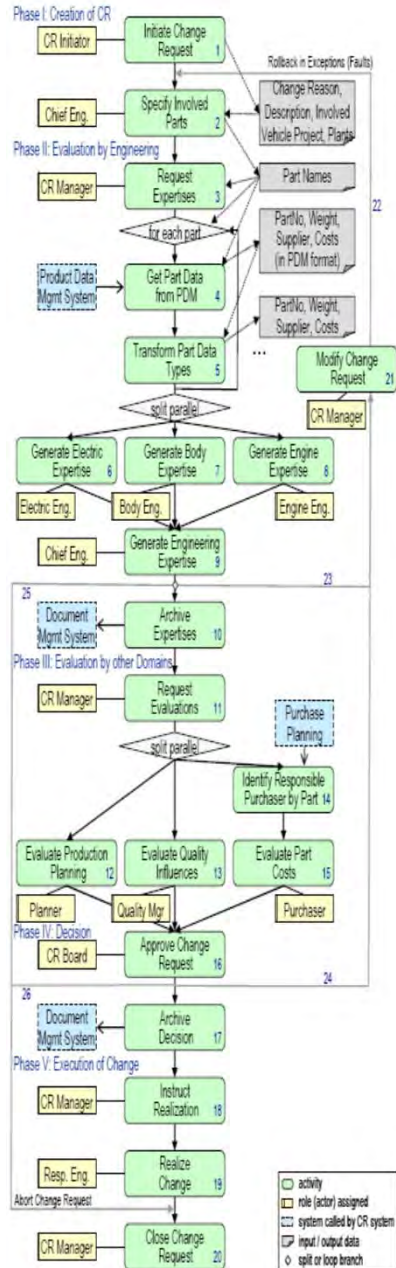 Phase I: Creation of CR
CR Initiator
Initiate Change
Request
1
Rollback in Exceptions (Faults)
Change Reason,
Description, Involved
Vehicle Project, Plants
Chief Eng.
Specify Involved
Parts
2
Phase II: Evaluation by Engineering
CR Manager
Request
Expertises
3
Part Names
22
for each part
PartNo, Weight,
Supplier, Costs
(in PDM format)
Product Data
Mgmt System
Get Part Data
from PDM
4
PartNo, Weight,
Supplier, Costs
Transform Part Data
Types
5
...
Modify Change
Request
21
CR Manager
split parallel
Generate Electric
Expertise
6
Generate Body
Expertise
7
Generate Engine
Expertise
8
Electric Eng.
Body Eng.
Engine Eng.
Chief Eng.
Generate Engineering
Expertise
9
25
23
Document
Mgmt System
Archive
Expertises
10
Phase III: Evaluation by other Domains
CR Manager
Request
Evaluations
11
Purchase
Planning
split parallel
Identify Responsible
Purchaser by Part
14
Evaluate Production
Planning
12
Evaluate Quality
Influences
13
Evaluate Part
Costs
15
Planner
Quality Mgr
Purchaser
Phase IV: Decision
CR Board
Approve Change
Request
16
24
26
Document
Mgmt System
Archive
Decision
17
Phase V: Execution of Change
CR Manager
Instruct
Realization
18
Resp. Eng.
Realize
Change
19
Abort Change Request
CR Manager
Close Change
Request
20
activity
role (actor) assigned
system called by CR system
input / output data
split or loop branch